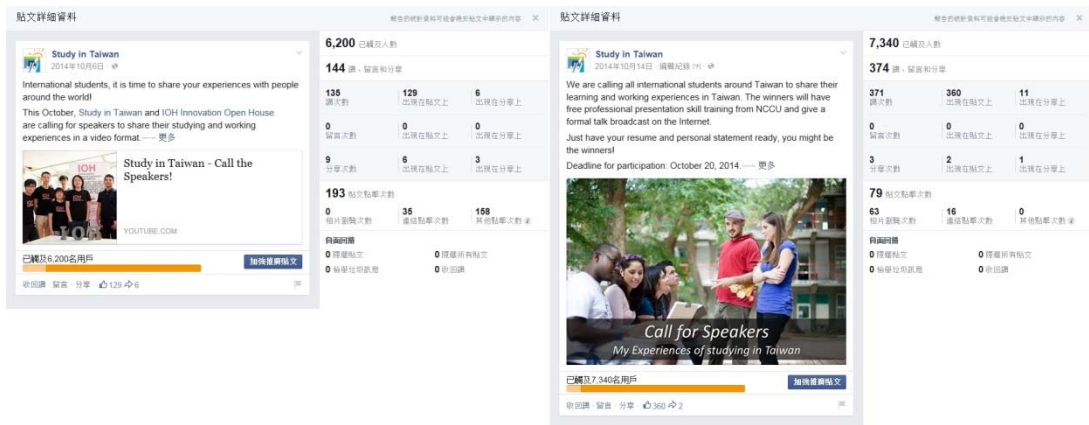 貼文詳細資料
報告的統計資料可能會晚於貼文中顯示的內容
Study in Taiwan
2014年10月6日
International students, it is time to share your experiences with people
around the world!
This October, Study in Taiwan and IOH Innovation Open House
are calling for speakers to share their studying and working
experiences in a video format.…… 更多
IOH
Study in Taiwan - Call the
Speakers!
YOUTUBE.COM
已觸及6,200名用戶
加強推廣貼文
收回讚 · 留言 · 分享 · 129 6
6,200 已觸及人數
144 讚、留言和分享
135 129 6
讚次數 出現在貼文上 出現在分享上
0 0 0
留言次數 出現在貼文上 出現在分享上
9 6 3
分享次數 出現在貼文上 出現在分享上
193 貼文點擊次數
0 35 158
相片瀏覽次數 連結點擊次數 其他點擊次數
負面回饋
0 隱藏貼文 0 隱藏所有貼文
0 檢舉垃圾訊息 0 收回讚
貼文詳細資料
報告的統計資料可能會晚於貼文中顯示的內容
Study in Taiwan
2014年10月14日 · 編輯紀錄
We are calling all international students around Taiwan to share their
learning and working experiences in Taiwan. The winners will have
free professional presentation skill training from NCCU and give a
formal talk broadcast on the Internet.
Just have your resume and personal statement ready, you might be
the winners!
Deadline for participation: October 20, 2014.…… 更多
Call for Speakers
My Experiences of studying in Taiwan
已觸及7,340名用戶
加強推廣貼文
收回讚 · 留言 · 分享 · 360 2
7,340 已觸及人數
374 讚、留言和分享
371 360 11
讚次數 出現在貼文上 出現在分享上
0 0 0
留言次數 出現在貼文上 出現在分享上
3 2 1
分享次數 出現在貼文上 出現在分享上
79 貼文點擊次數
63 16 0
相片瀏覽次數 連結點擊次數 其他點擊次數
負面回饋
0 隱藏貼文 0 隱藏所有貼文
0 檢舉垃圾訊息 0 收回讚